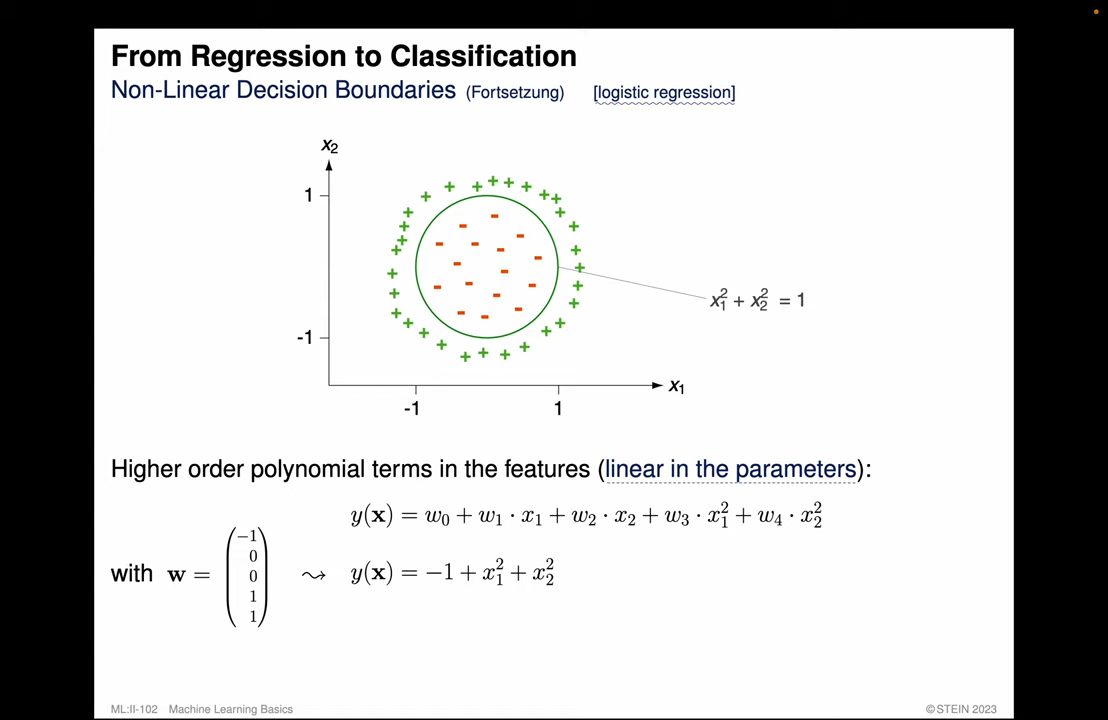 From Regression to Classification
Non-Linear Decision Boundaries (Fortsetzung) [logistic regression]
x₂
1
x₁² + x₂² = 1
-1
x₁
-1 1
Higher order polynomial terms in the features (linear in the parameters):
y(𝐱) = w₀ + w₁ · x₁ + w₂ · x₂ + w₃ · x₁² + w₄ · x₂²
with 𝐰 = (−1 0 0 1 1) ⇝ y(𝐱) = −1 + x₁² + x₂²
ML:II-102 Machine Learning Basics ©STEIN 2023